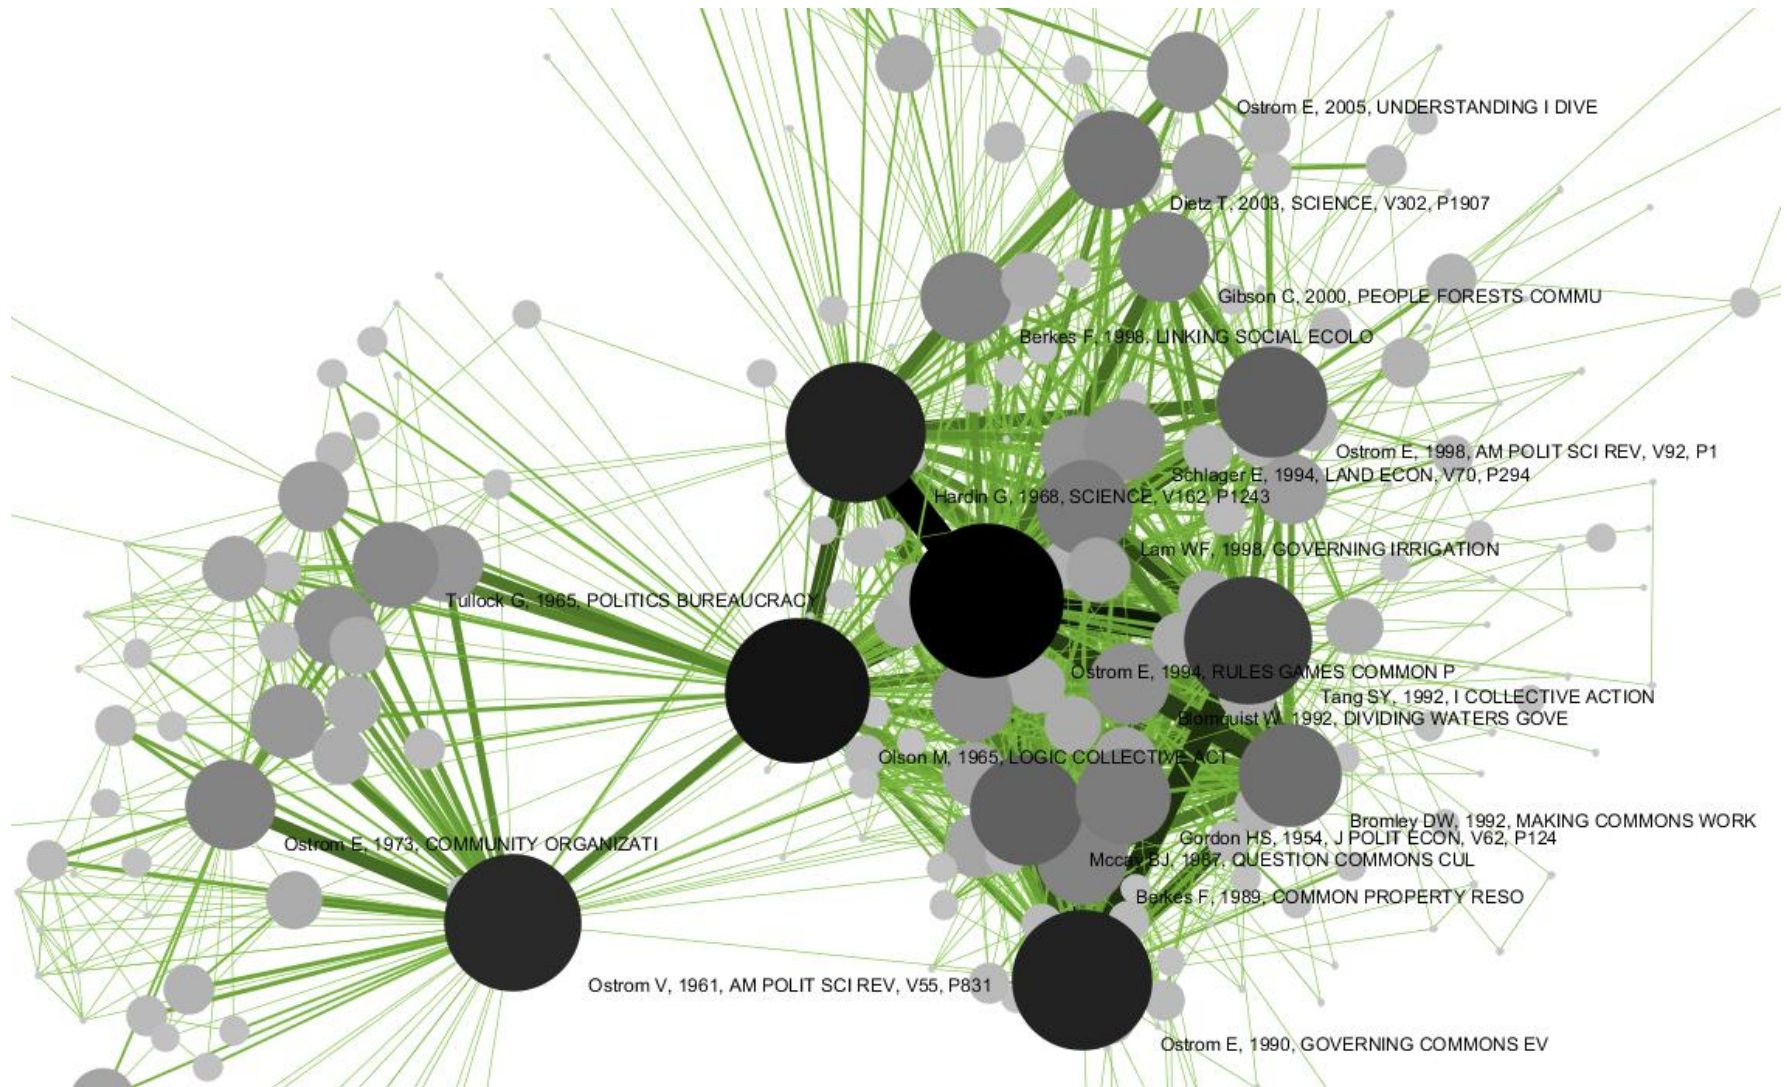 Ostrom E, 2005, UNDERSTANDING I DIVE
Dietz T, 2003, SCIENCE, V302, P1907
Gibson C, 2000, PEOPLE FORESTS COMMU
Berkes F, 1998, LINKING SOCIAL ECOLO
Ostrom E, 1998, AM POLIT SCI REV, V92, P1
Schlager E, 1994, LAND ECON, V70, P294
Hardin G, 1968, SCIENCE, V162, P1243
Lam WF, 1998, GOVERNING IRRIGATION
Tullock G, 1965, POLITICS BUREAUCRACY
Ostrom E, 1994, RULES GAMES COMMON P
Tang SY, 1992, I COLLECTIVE ACTION
Blomquist W, 1992, DIVIDING WATERS GOVE
Olson M, 1965, LOGIC COLLECTIVE ACT
Bromley DW, 1992, MAKING COMMONS WORK
Gordon HS, 1954, J POLIT ECON, V62, P124
Ostrom E, 1973, COMMUNITY ORGANIZATI
Mccay BJ, 1987, QUESTION COMMONS CUL
Berkes F, 1989, COMMON PROPERTY RESO
Ostrom V, 1961, AM POLIT SCI REV, V55, P831
Ostrom E, 1990, GOVERNING COMMONS EV